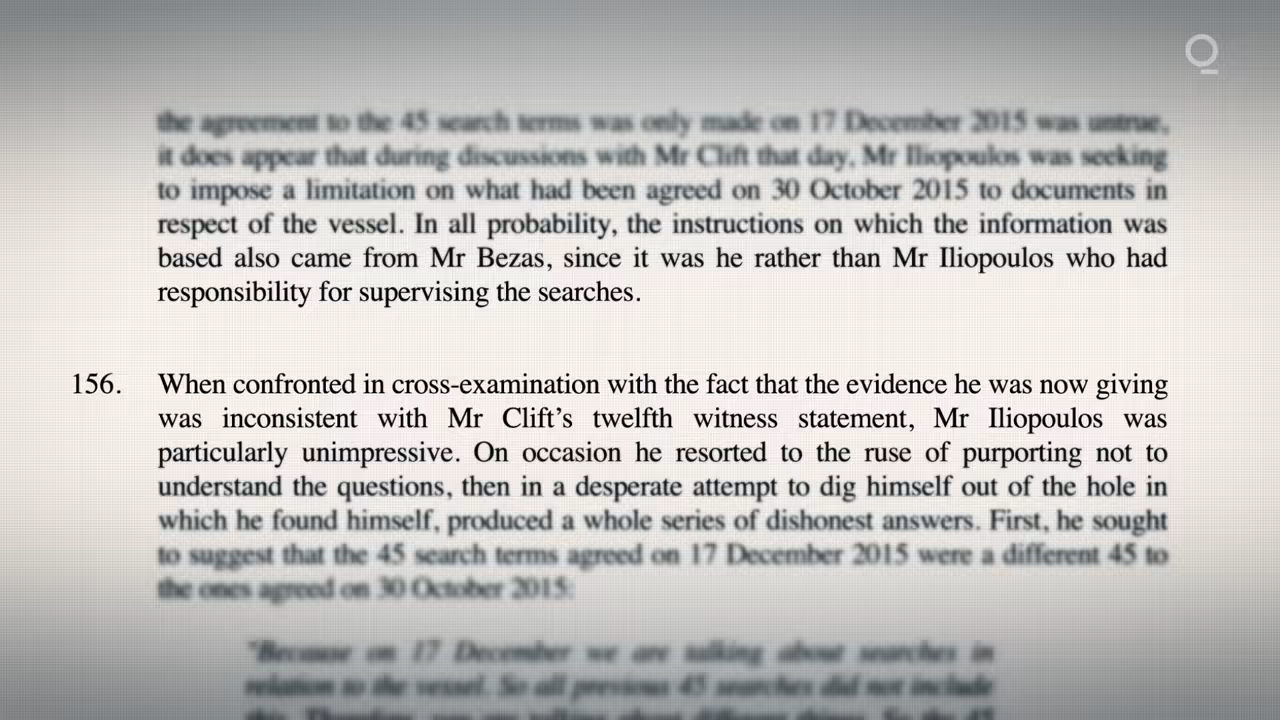 the agreement to the 45 search terms was only made on 17 December 2015 was untrue,
it does appear that during discussions with Mr Clift that day, Mr Iliopoulos was seeking
to impose a limitation on what had been agreed on 30 October 2015 to documents in
respect of the vessel. In all probability, the instructions on which the information was
based also came from Mr Bezas, since it was he rather than Mr Iliopoulos who had
responsibility for supervising the searches.
156. When confronted in cross-examination with the fact that the evidence he was now giving
was inconsistent with Mr Clift’s twelfth witness statement, Mr Iliopoulos was
particularly unimpressive. On occasion he resorted to the ruse of purporting not to
understand the questions, then in a desperate attempt to dig himself out of the hole in
which he found himself, produced a whole series of dishonest answers. First, he sought
to suggest that the 45 search terms agreed on 17 December 2015 were a different 45 to
the ones agreed on 30 October 2015:
"Because on 17 December we are talking about searches in
relation to the vessel. So all previous 45 searches did not include